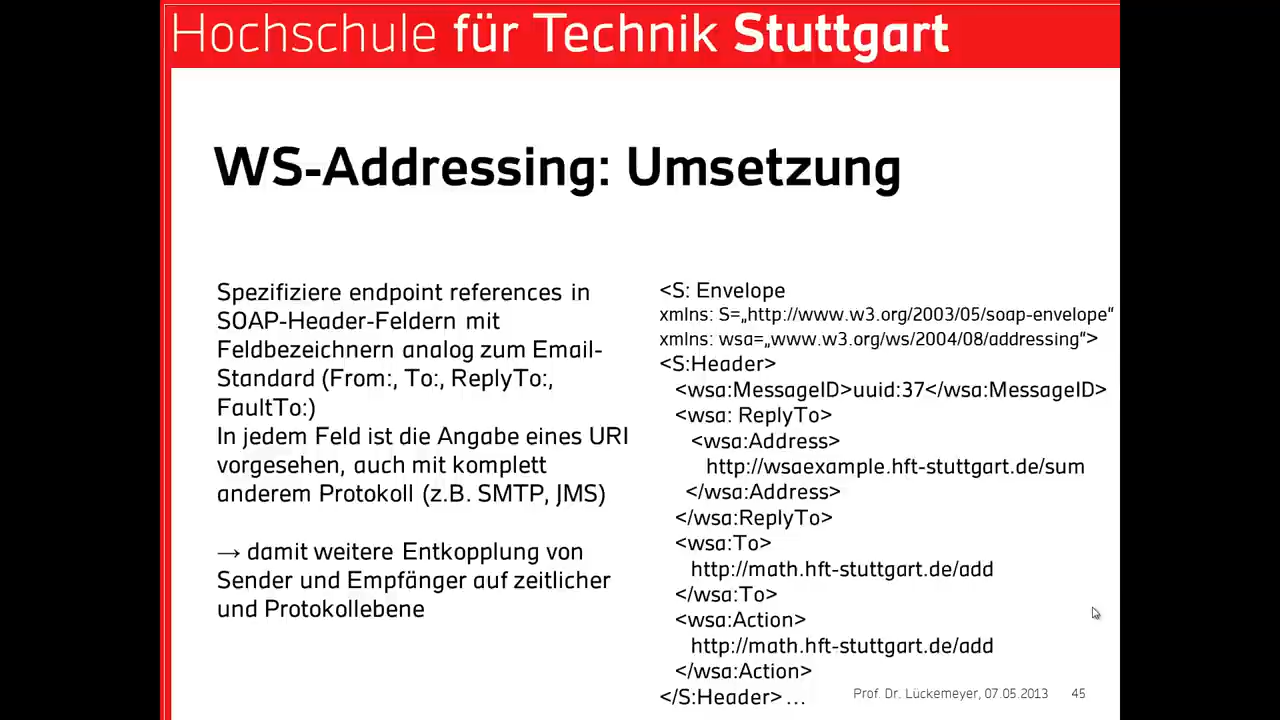 Hochschule für Technik Stuttgart
WS-Addressing: Umsetzung
Spezifiziere endpoint references in
SOAP-Header-Feldern mit
Feldbezeichnern analog zum Email-
Standard (From:, To:, ReplyTo:,
FaultTo:)
In jedem Feld ist die Angabe eines URI
vorgesehen, auch mit komplett
anderem Protokoll (z.B. SMTP, JMS)
→ damit weitere Entkopplung von
Sender und Empfänger auf zeitlicher
und Protokollebene
<S: Envelope
xmlns: S=„http://www.w3.org/2003/05/soap-envelope“
xmlns: wsa=„www.w3.org/ws/2004/08/addressing“>
<S:Header>
<wsa:MessageID>uuid:37</wsa:MessageID>
<wsa: ReplyTo>
<wsa:Address>
http://wsaexample.hft-stuttgart.de/sum
</wsa:Address>
</wsa:ReplyTo>
<wsa:To>
http://math.hft-stuttgart.de/add
</wsa:To>
<wsa:Action>
http://math.hft-stuttgart.de/add
</wsa:Action>
</S:Header> ...
Prof. Dr. Lückemeyer, 07.05.2013 45